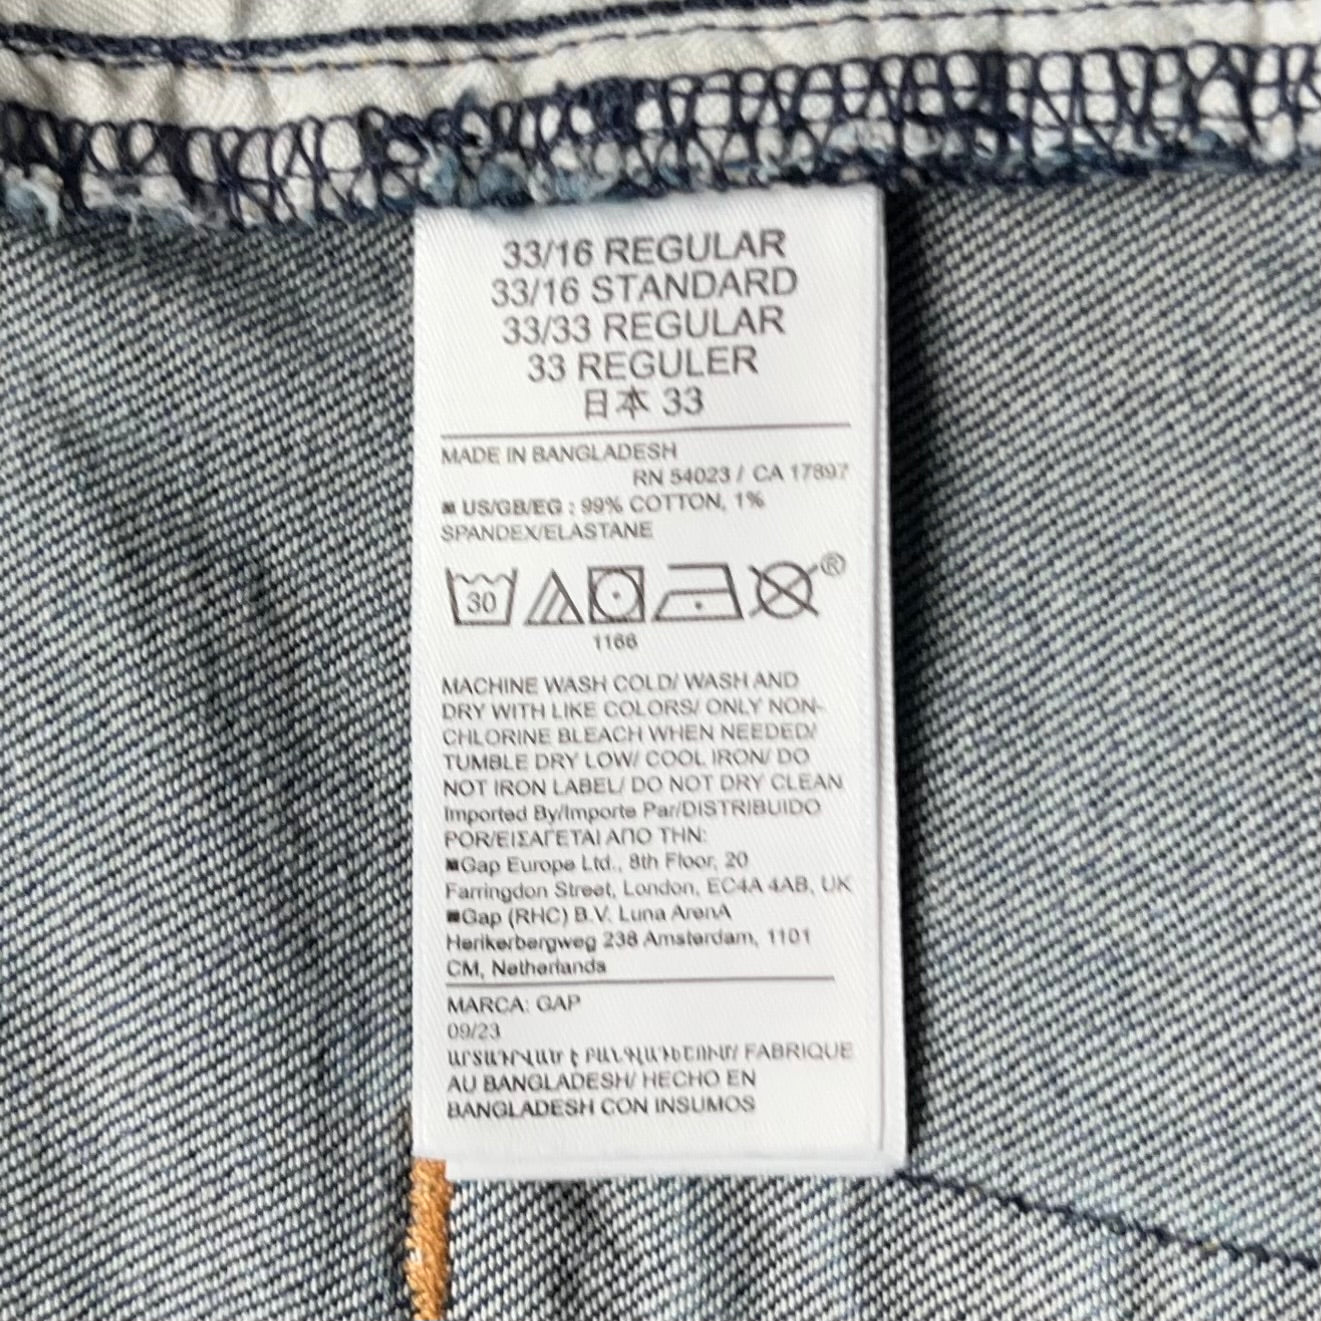 33/16 REGULAR
33/16 STANDARD
33/33 REGULAR
33 REGULER
日本 33
MADE IN BANGLADESH
RN 54023 / CA 17897
■ US/GB/EG : 99% COTTON, 1%
SPANDEX/ELASTANE
30
®
1166
MACHINE WASH COLD/ WASH AND
DRY WITH LIKE COLORS/ ONLY NON-
CHLORINE BLEACH WHEN NEEDED/
TUMBLE DRY LOW/ COOL IRON/ DO
NOT IRON LABEL/ DO NOT DRY CLEAN
Imported By/Importe Par/DISTRIBUIDO
POR/ΕΙΣΑΓΕΤΑΙ ΑΠΟ ΤΗΝ:
■Gap Europe Ltd., 8th Floor, 20
Farringdon Street, London, EC4A 4AB, UK
■Gap (RHC) B.V. Luna ArenA
Herikerbergweg 238 Amsterdam, 1101
CM, Netherlands
MARCA: GAP
09/23
FABRIQUE
AU BANGLADESH/ HECHO EN
BANGLADESH CON INSUMOS